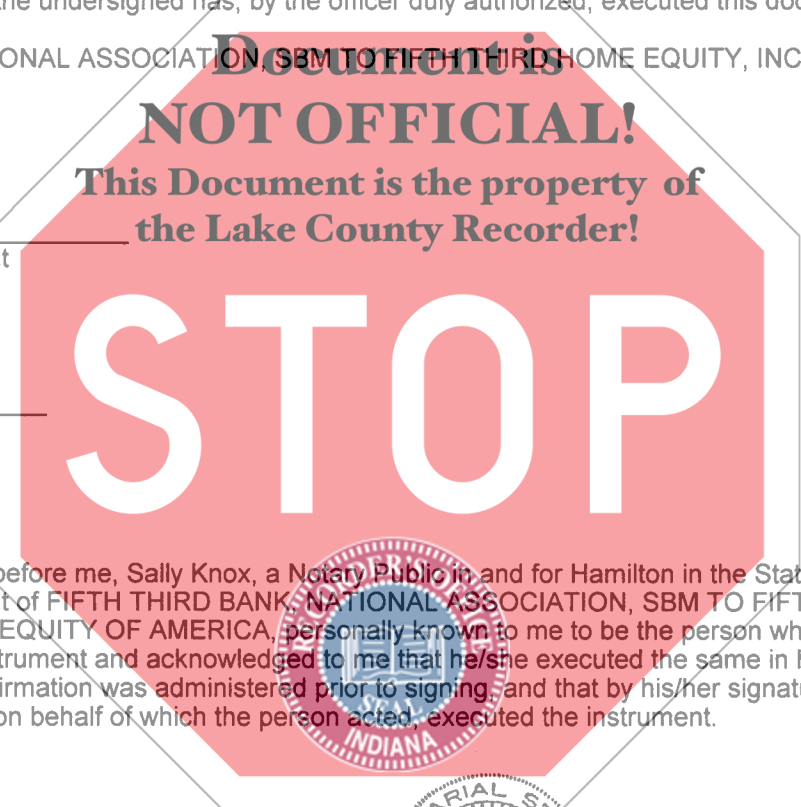 the undersigned has, by the officer duly authorized, executed this doc
ONAL ASSOCIATION, SBM TO FIFTH THIRD HOME EQUITY, INC
Document is
NOT OFFICIAL!
This Document is the property of
the Lake County Recorder!
t
STOP
before me, Sally Knox, a Notary Public in and for Hamilton in the Stat
t of FIFTH THIRD BANK, NATIONAL ASSOCIATION, SBM TO FIFT
EQUITY OF AMERICA, personally known to me to be the person wh
trument and acknowledged to me that he/she executed the same in h
irmation was administered prior to signing, and that by his/her signatu
on behalf of which the person acted, executed the instrument.
RECORDER'S OFFICE
SEAL
INDIANA
ARIAL S